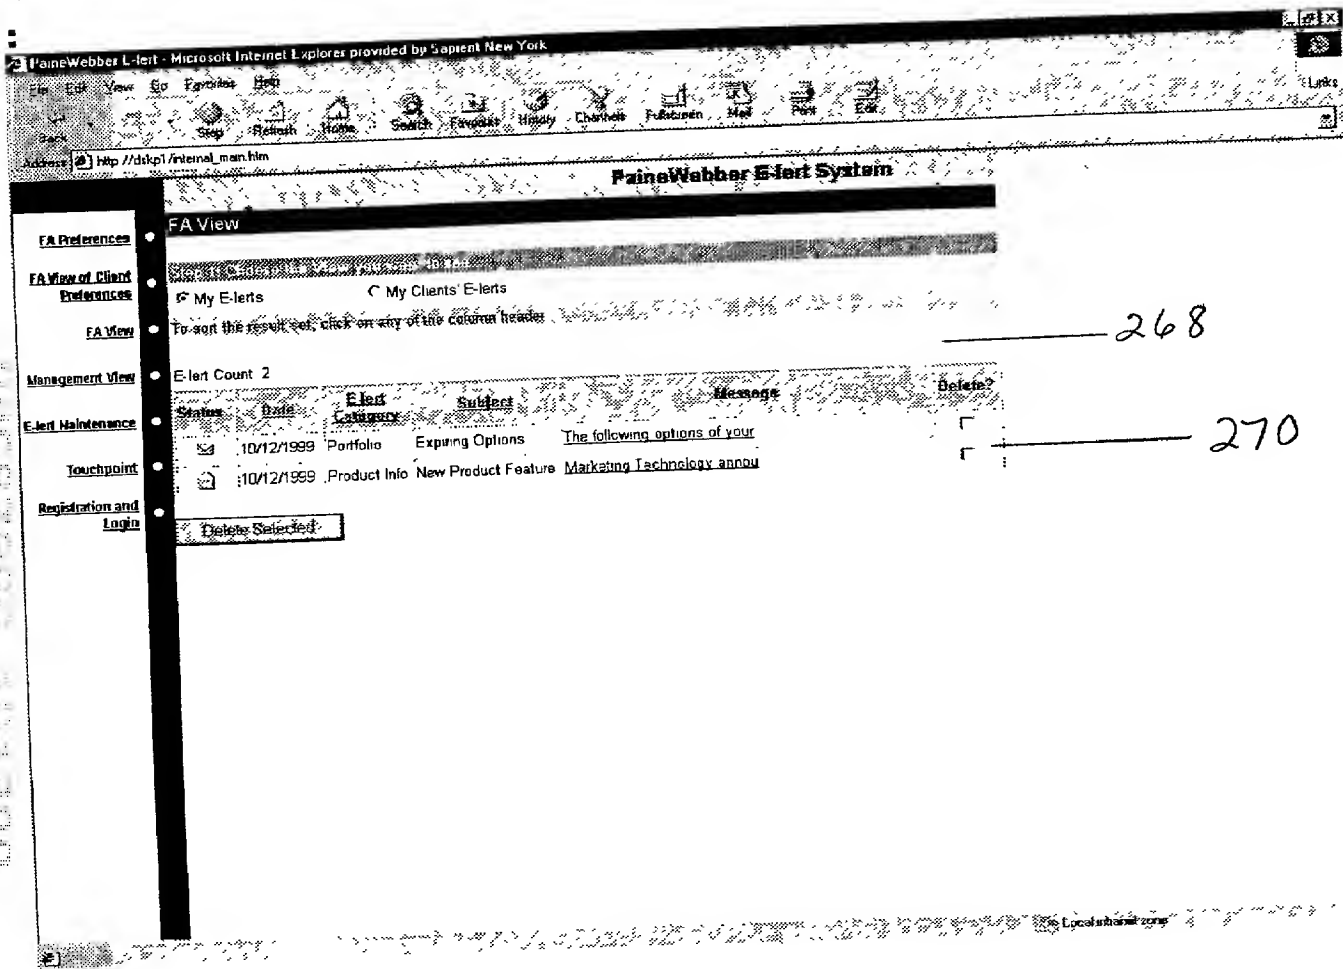 PaineWebber E-lert - Microsoft Internet Explorer provided by Sapient New York
File Edit View Go Favorites Help
Links
Back Stop Refresh Home Search Favorites History Channels Fullscreen Mail Print Edit
Address http://dskp1/internal_main.htm
PaineWebber E-lert System
FA View
FA Preferences
FA View of Client Preferences
My E-lerts My Clients' E-lerts
FA View
To sort the result set, click on any of the column header
268
Management View
E-lert Count 2
Status Date E-lert Category Subject Message Delete?
E-lert Maintenance
10/12/1999 Portfolio Expiring Options The following options of your
270
Touchpoint
10/12/1999 Product Info New Product Feature Marketing Technology annou
Registration and Login
Delete Selected
Local intranet zone